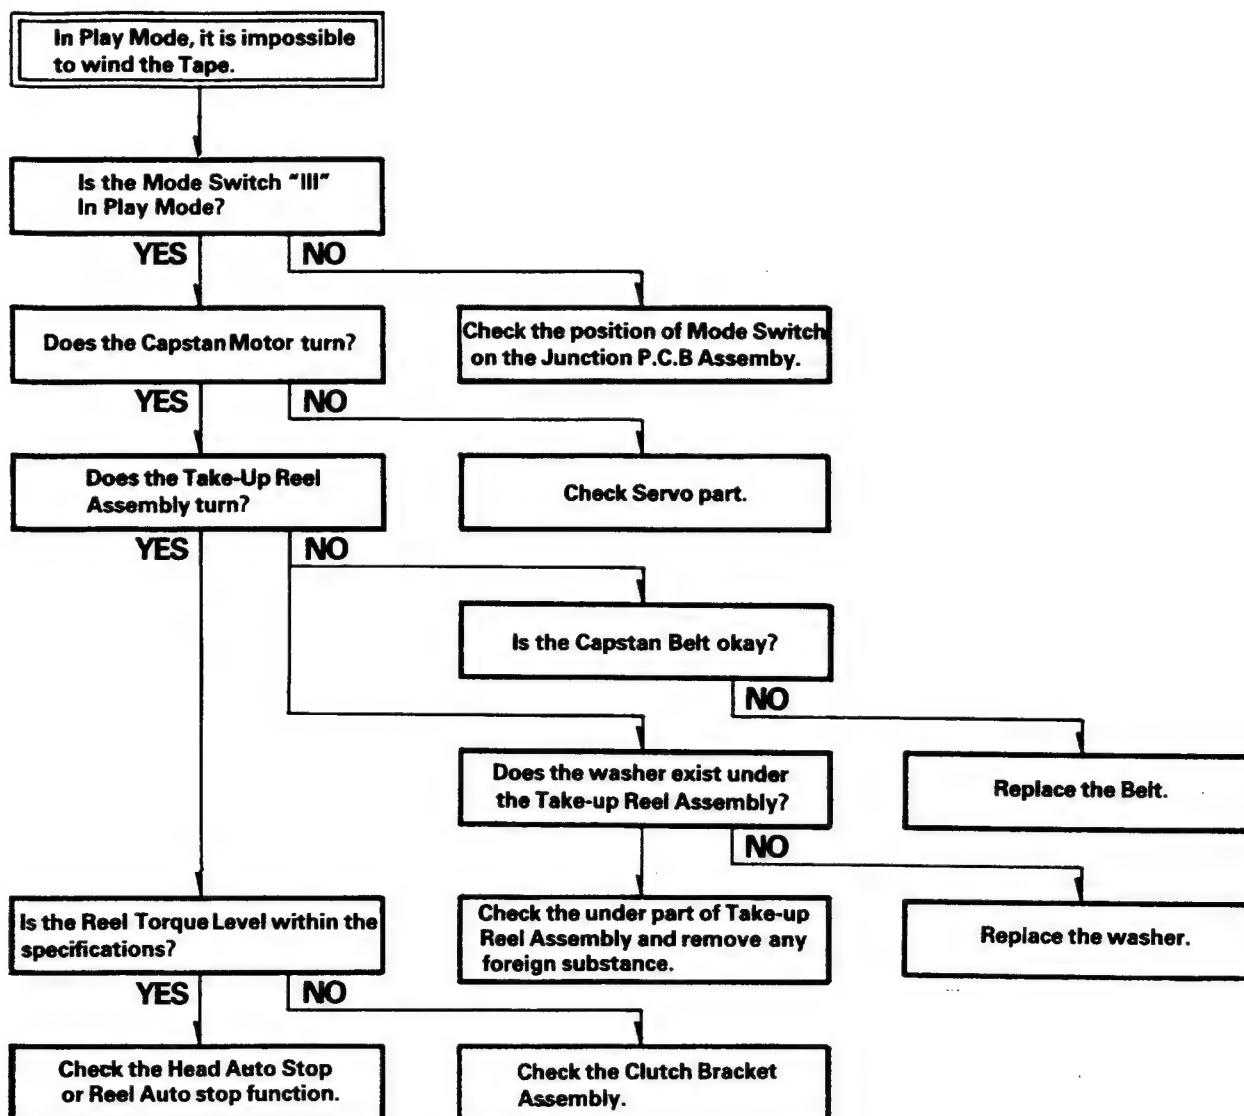 In Play Mode, it is impossible
to wind the Tape.
Is the Mode Switch "III"
In Play Mode?
YES
NO
Does the Capstan Motor turn?
Check the position of Mode Switch
on the Junction P.C.B Assemby.
YES
NO
Does the Take-Up Reel
Assembly turn?
Check Servo part.
YES
NO
Is the Capstan Belt okay?
NO
Does the washer exist under
the Take-up Reel Assembly?
Replace the Belt.
NO
Is the Reel Torque Level within the
specifications?
Check the under part of Take-up
Reel Assembly and remove any
foreign substance.
Replace the washer.
YES
NO
Check the Head Auto Stop
or Reel Auto stop function.
Check the Clutch Bracket
Assembly.